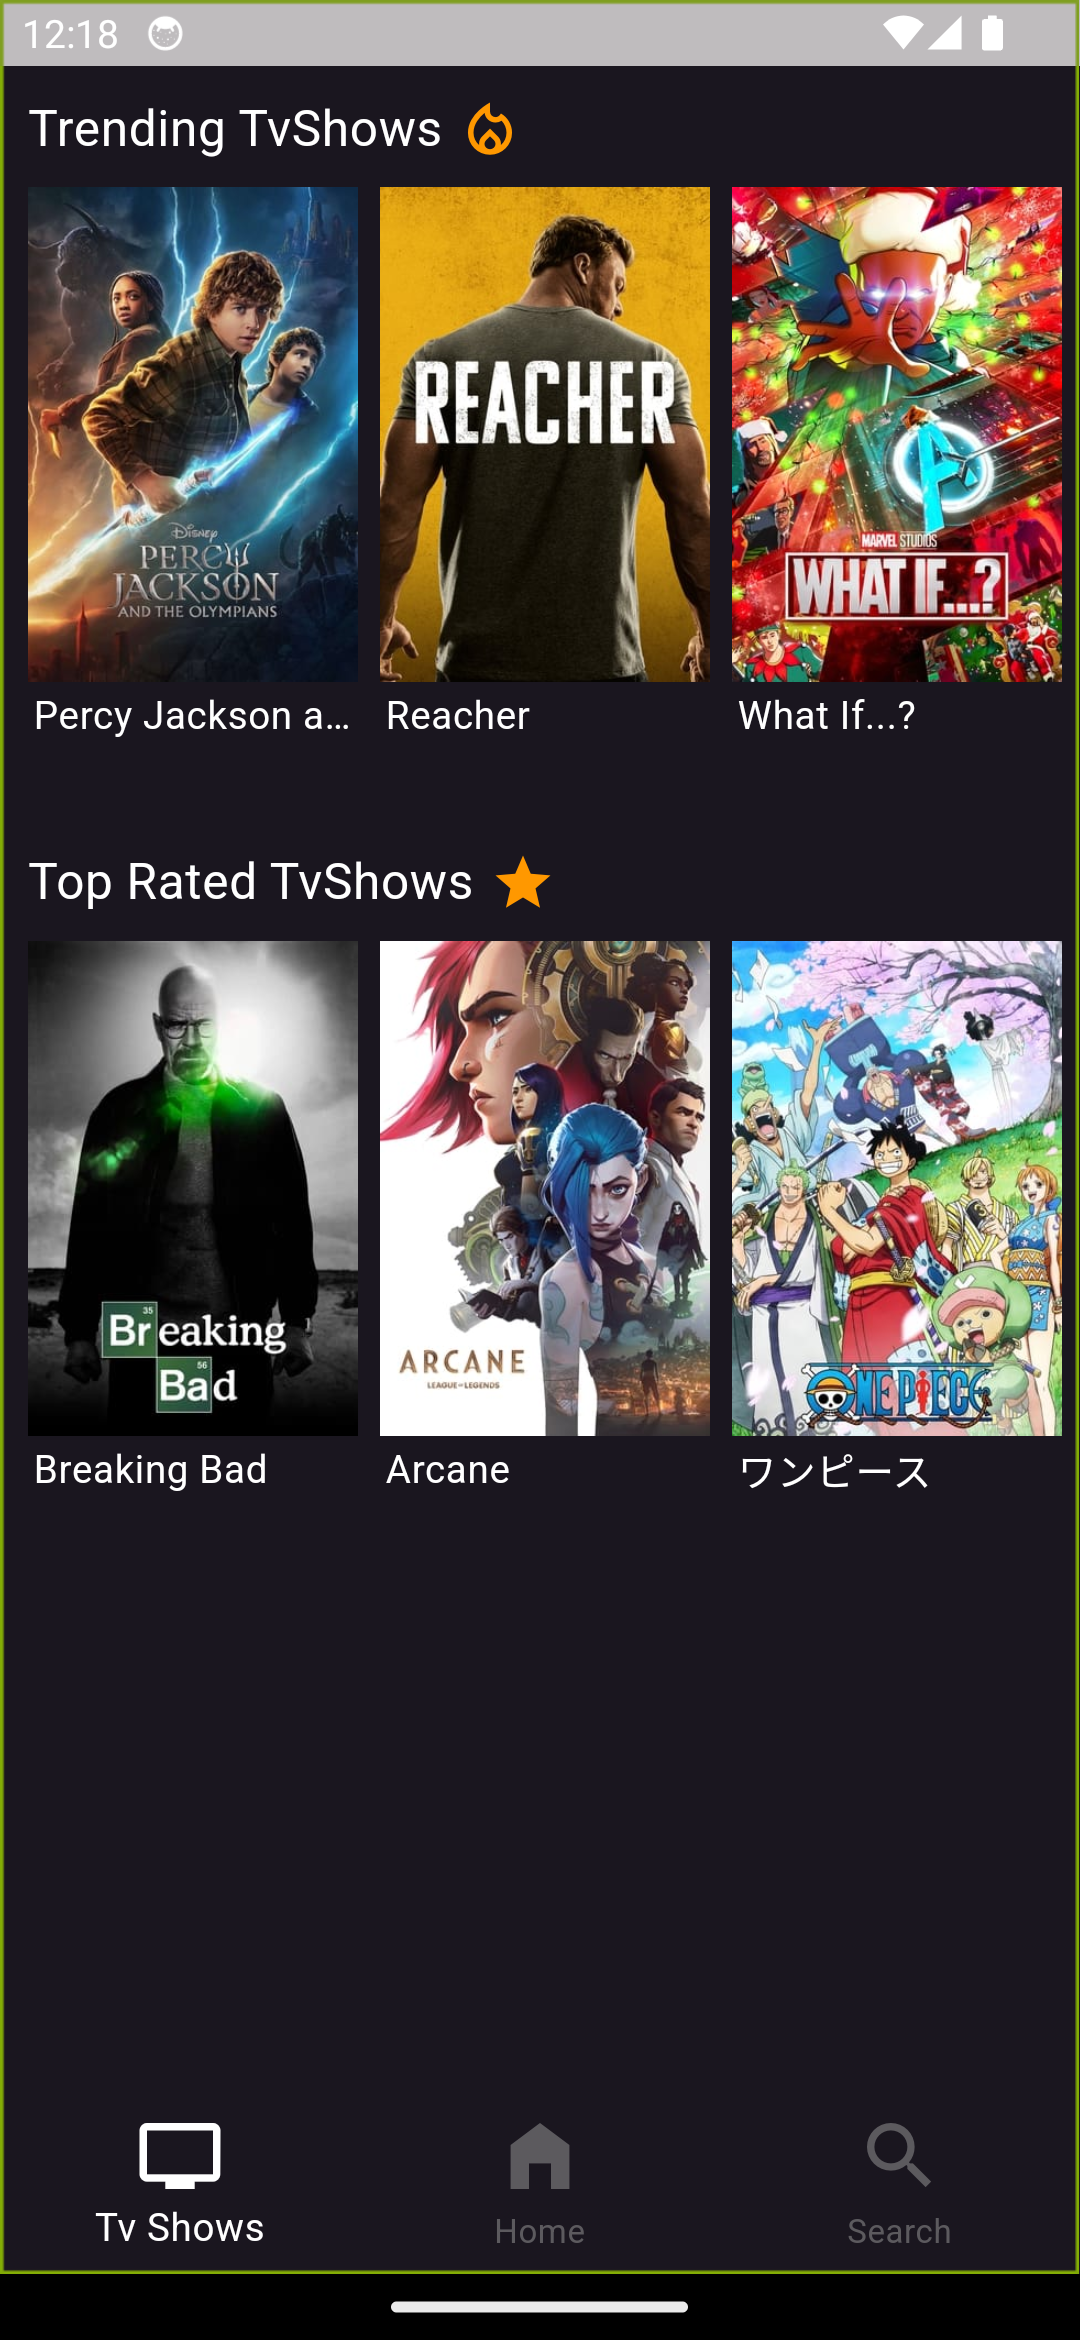 12:18
Trending TvShows
Disney
PERCY
JACKSON
AND THE OLYMPIANS
REACHER
MARVEL STUDIOS
WHAT IF...?
Percy Jackson a...
Reacher
What If...?
Top Rated TvShows
35
Breaking
56
Bad
ARCANE
LEAGUE OF LEGENDS
ONE PIECE
Breaking Bad
Arcane
ワンピース
Tv Shows
Home
Search